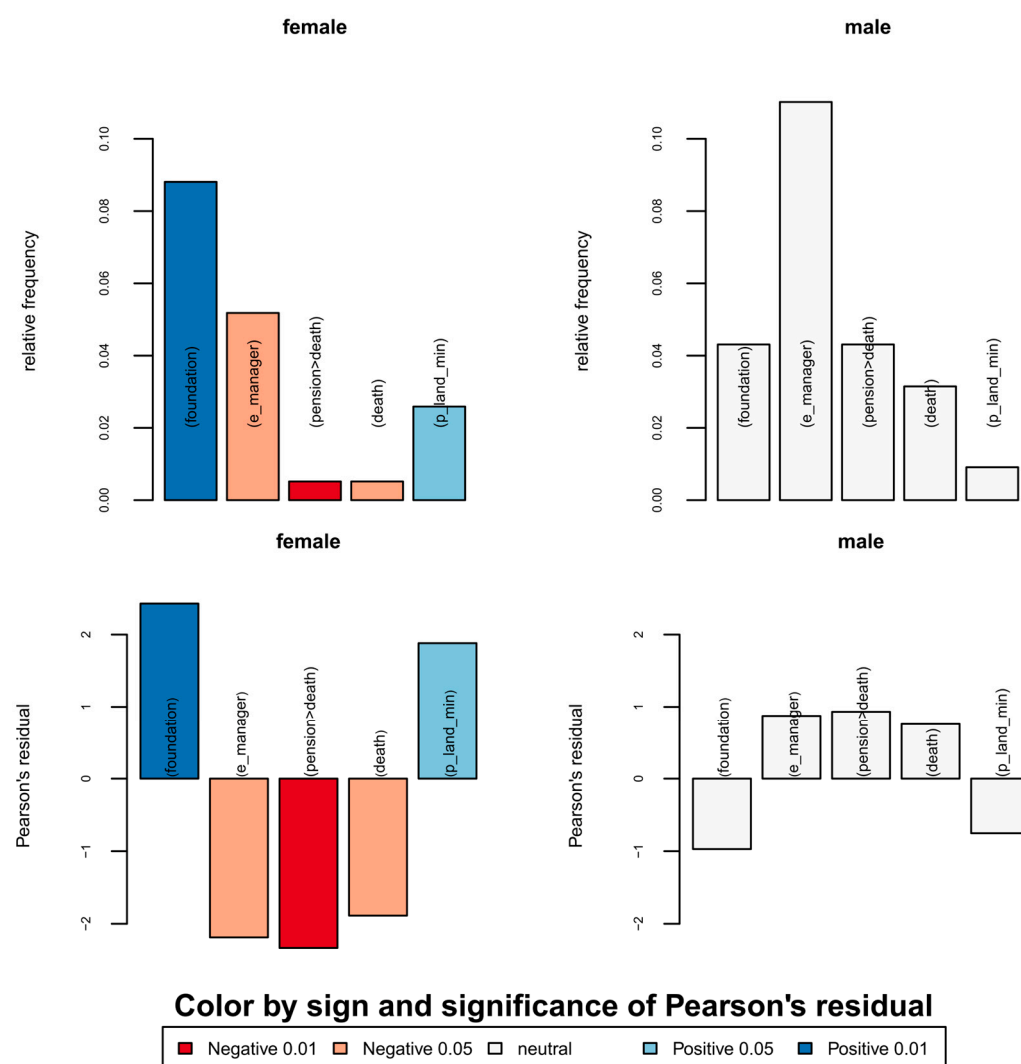 female
male
relative frequency
0.00 0.02 0.04 0.06 0.08 0.10
(foundation)
(e_manager)
(pension>death)
(death)
(p_land_min)
relative frequency
0.00 0.02 0.04 0.06 0.08 0.10
(foundation)
(e_manager)
(pension>death)
(death)
(p_land_min)
female
male
Pearson's residual
−2 −1 0 1 2
(foundation)
(e_manager)
(pension>death)
(death)
(p_land_min)
Pearson's residual
−2 −1 0 1 2
(foundation)
(e_manager)
(pension>death)
(death)
(p_land_min)
Color by sign and significance of Pearson's residual
Negative 0.01 Negative 0.05 neutral Positive 0.05 Positive 0.01